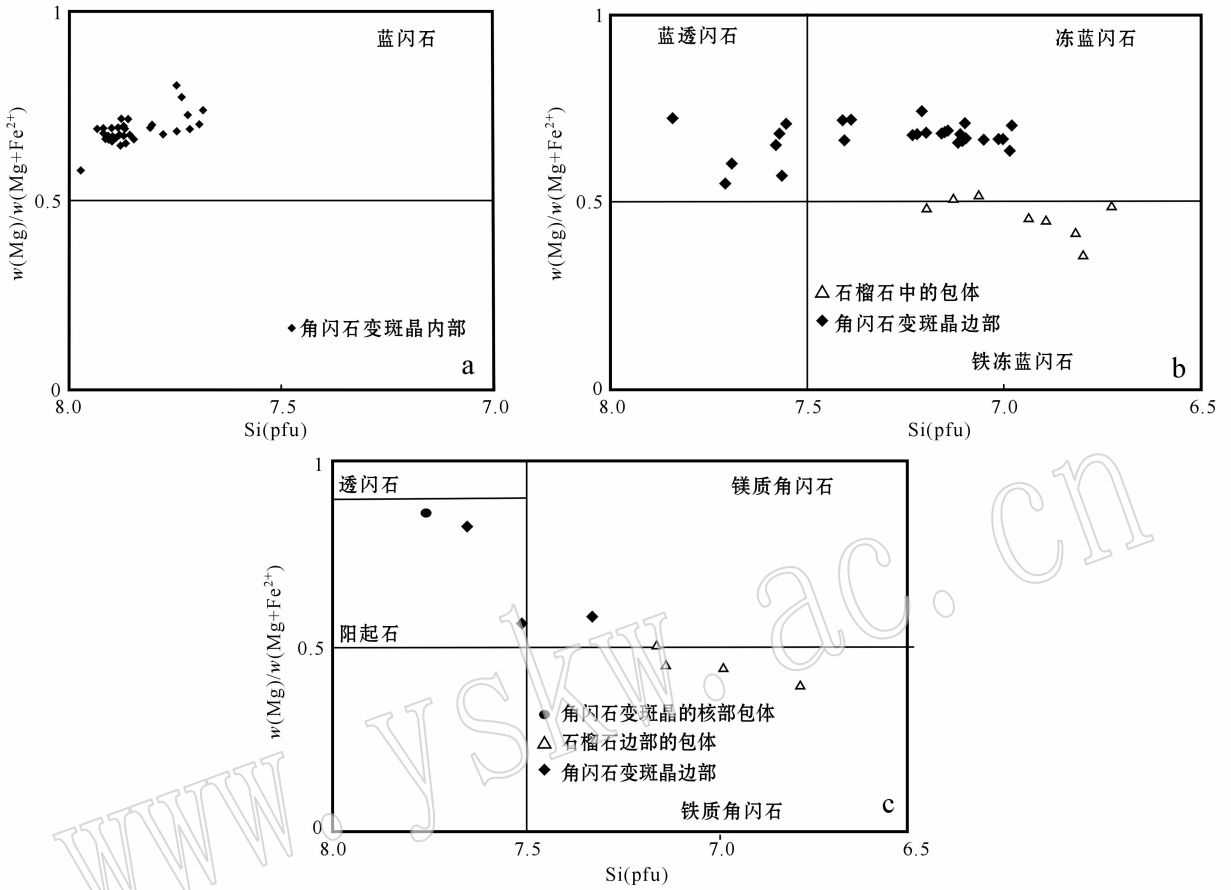 1
蓝闪石
w(Mg)/w(Mg+Fe²⁺)
0.5
角闪石变斑晶内部
a
0
8.0 7.5 7.0
Si(pfu)
1
蓝透闪石 冻蓝闪石
w(Mg)/w(Mg+Fe²⁺)
0.5
石榴石中的包体
角闪石变斑晶边部
铁冻蓝闪石
b
0
8.0 7.5 7.0 6.5
Si(pfu)
1
透闪石 镁质角闪石
w(Mg)/w(Mg+Fe²⁺)
阳起石
0.5
角闪石变斑晶的核部包体
石榴石边部的包体
角闪石变斑晶边部
铁质角闪石
c
0
8.0 7.5 7.0 6.5
Si(pfu)
www.yskw.ac.cn